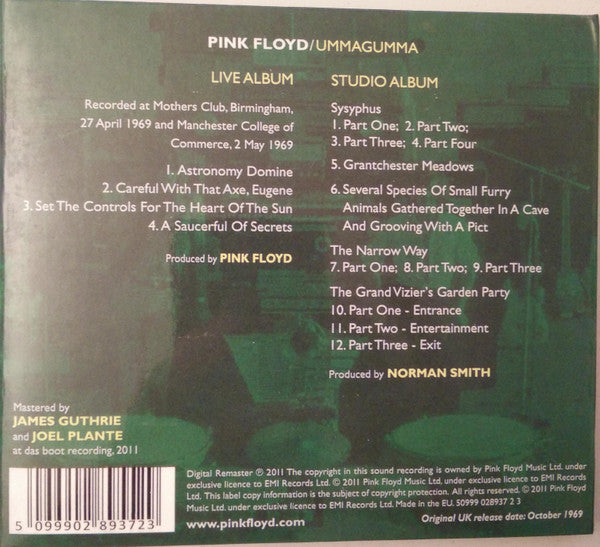 PINK FLOYD/UMMAGUMMA
LIVE ALBUM
Recorded at Mothers Club, Birmingham,
27 April 1969 and Manchester College of
Commerce, 2 May 1969
1. Astronomy Domine
2. Careful With That Axe, Eugene
3. Set The Controls For The Heart Of The Sun
4. A Saucerful Of Secrets
Produced by PINK FLOYD
STUDIO ALBUM
Sysyphus
1. Part One; 2. Part Two;
3. Part Three; 4. Part Four
5. Grantchester Meadows
6. Several Species Of Small Furry
Animals Gathered Together In A Cave
And Grooving With A Pict
The Narrow Way
7. Part One; 8. Part Two; 9. Part Three
The Grand Vizier's Garden Party
10. Part One - Entrance
11. Part Two - Entertainment
12. Part Three - Exit
Produced by NORMAN SMITH
Mastered by
JAMES GUTHRIE
and JOEL PLANTE
at das boot recording, 2011
5 099902 893723
Digital Remaster ℗ 2011 The copyright in this sound recording is owned by Pink Floyd Music Ltd. under
exclusive licence to EMI Records Ltd. © 2011 Pink Floyd Music Ltd, under exclusive licence to EMI Records
Ltd. This label copy information is the subject of copyright protection. All rights reserved. © 2011 Pink Floyd
Music Ltd, under exclusive licence to EMI Records Ltd. Made in the EU. 50999 028937 2 3
www.pinkfloyd.com
Original UK release date: October 1969